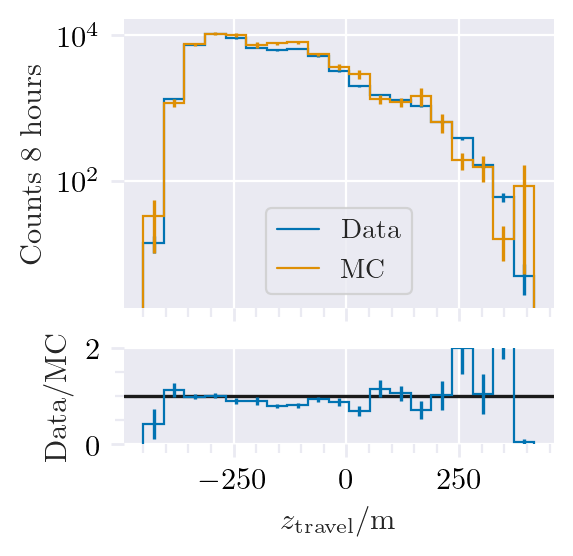 10⁴
10²
Counts 8 hours
Data
MC
2
0
Data/MC
−250
0
250
z_travel/m